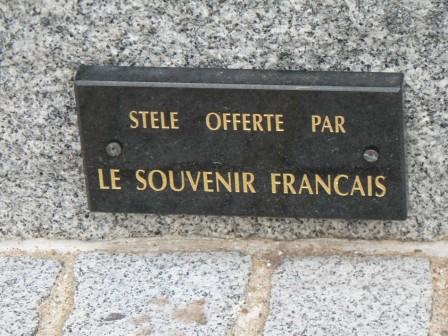 STELE OFFERTE PAR
LE SOUVENIR FRANCAIS